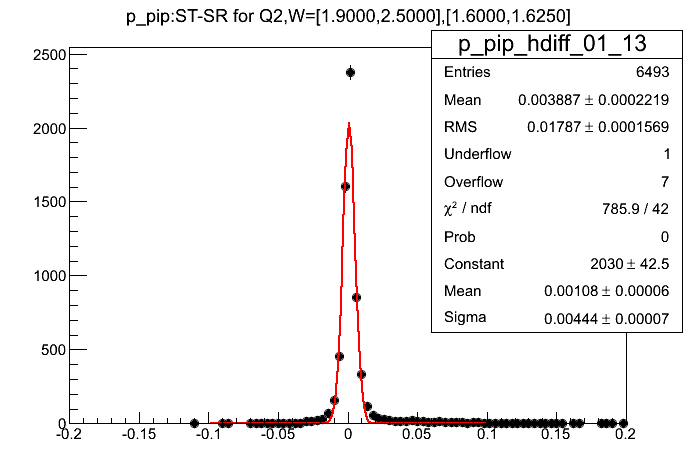 p_pip:ST-SR for Q2,W=[1.9000,2.5000],[1.6000,1.6250]
p_pip_hdiff_01_13
Entries 6493
Mean 0.003887 ± 0.0002219
RMS 0.01787 ± 0.0001569
Underflow 1
Overflow 7
χ² / ndf 785.9 / 42
Prob 0
Constant 2030 ± 42.5
Mean 0.00108 ± 0.00006
Sigma 0.00444 ± 0.00007
2500
2000
1500
1000
500
0
-0.2 -0.15 -0.1 -0.05 0 0.05 0.1 0.15 0.2